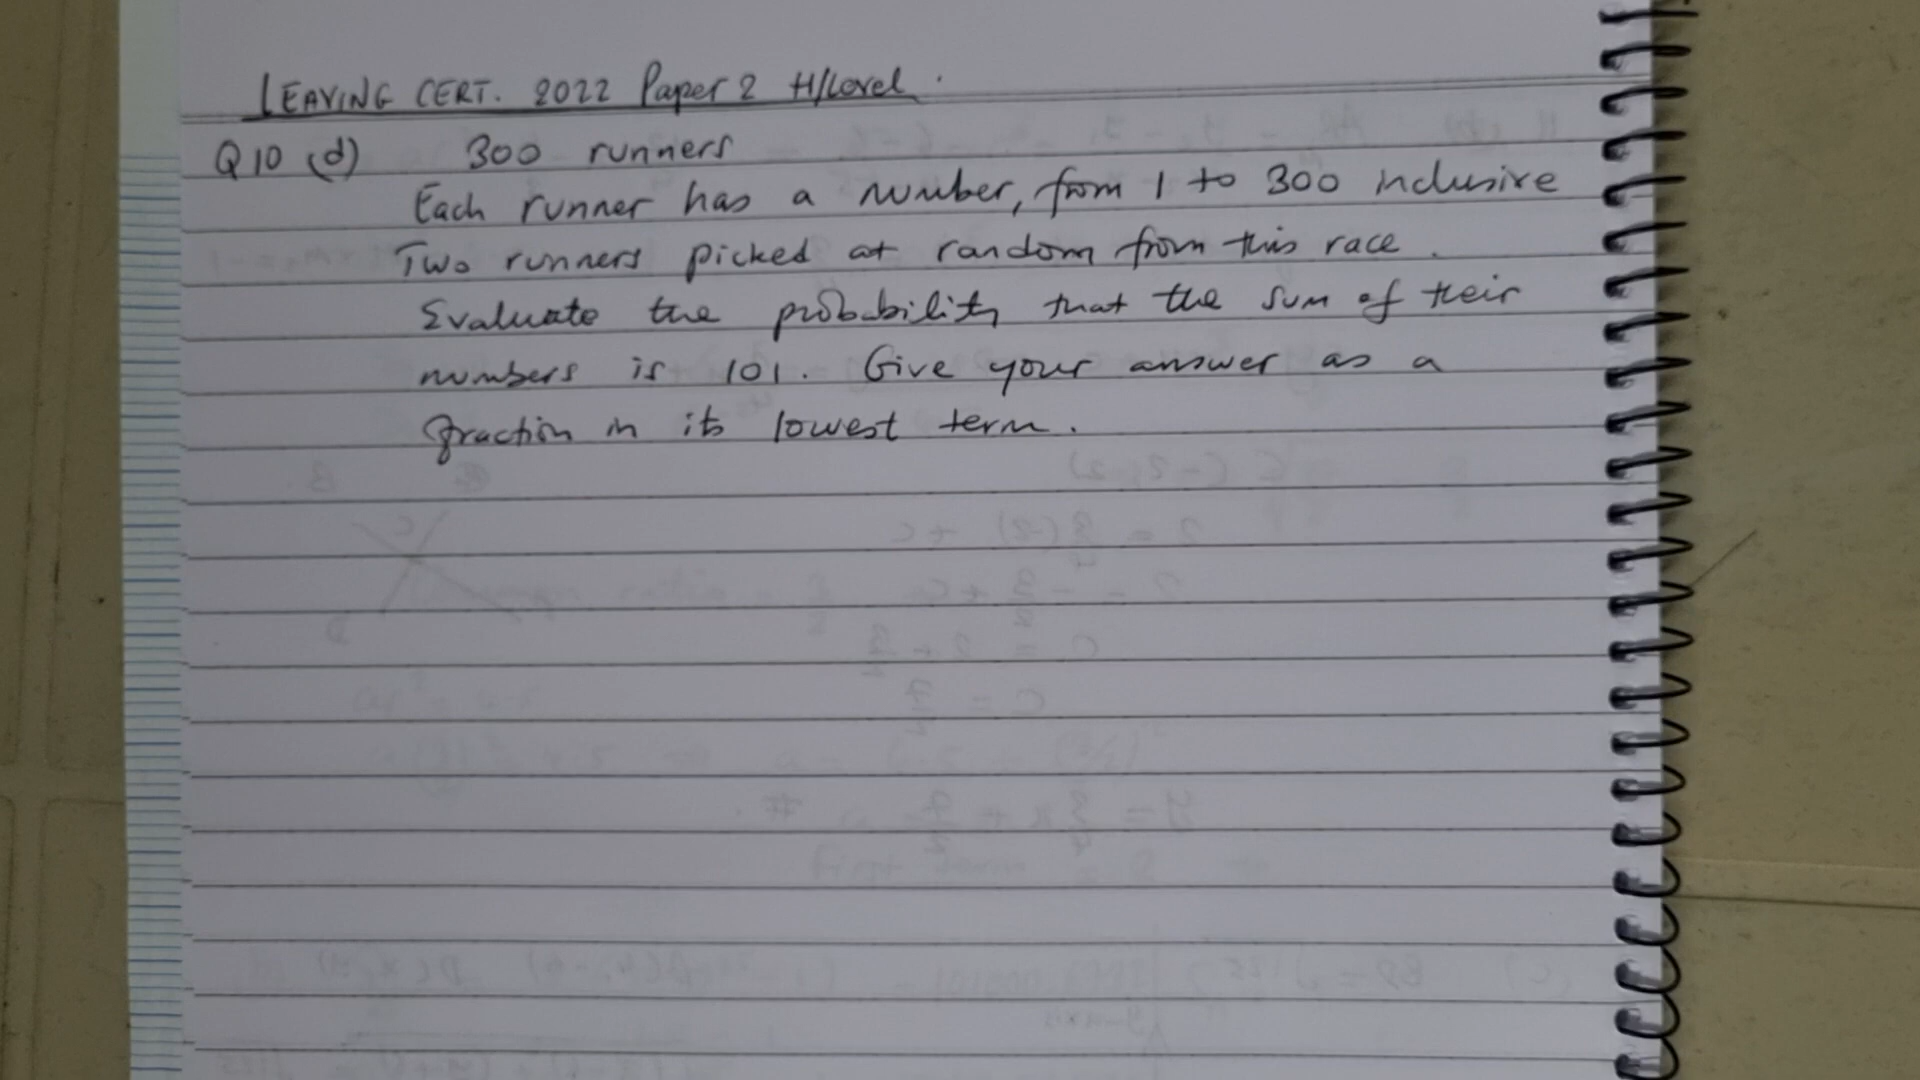 LEAVING CERT. 2022 Paper 2 H/Level.
Q10 (d) 300 runners
Each runner has a number, from 1 to 300 inclusive
Two runners picked at random from this race.
Evaluate the probability that the sum of their
numbers is 101. Give your answer as a
fraction in its lowest term.